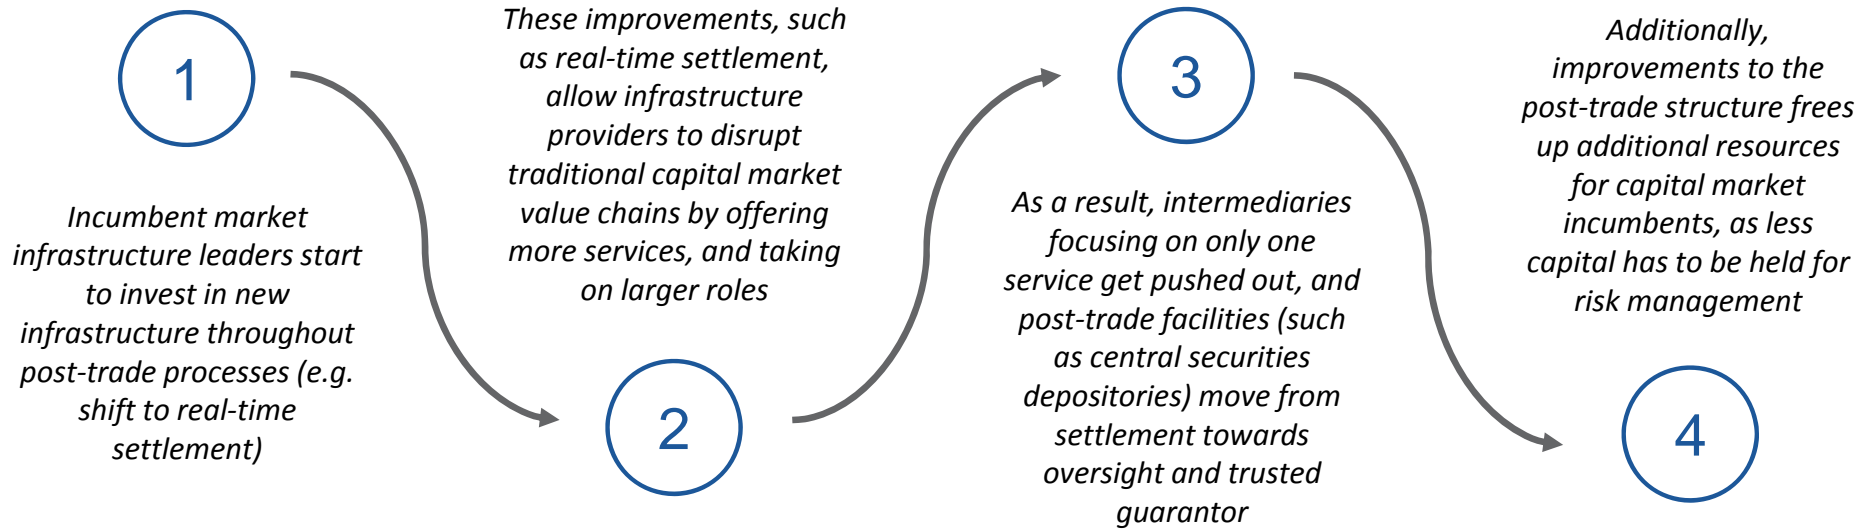 1
Incumbent market
infrastructure leaders start
to invest in new
infrastructure throughout
post-trade processes (e.g.
shift to real-time
settlement)
These improvements, such
as real-time settlement,
allow infrastructure
providers to disrupt
traditional capital market
value chains by offering
more services, and taking
on larger roles
2
3
As a result, intermediaries
focusing on only one
service get pushed out, and
post-trade facilities (such
as central securities
depositories) move from
settlement towards
oversight and trusted
guarantor
Additionally,
improvements to the
post-trade structure frees
up additional resources
for capital market
incumbents, as less
capital has to be held for
risk management
4